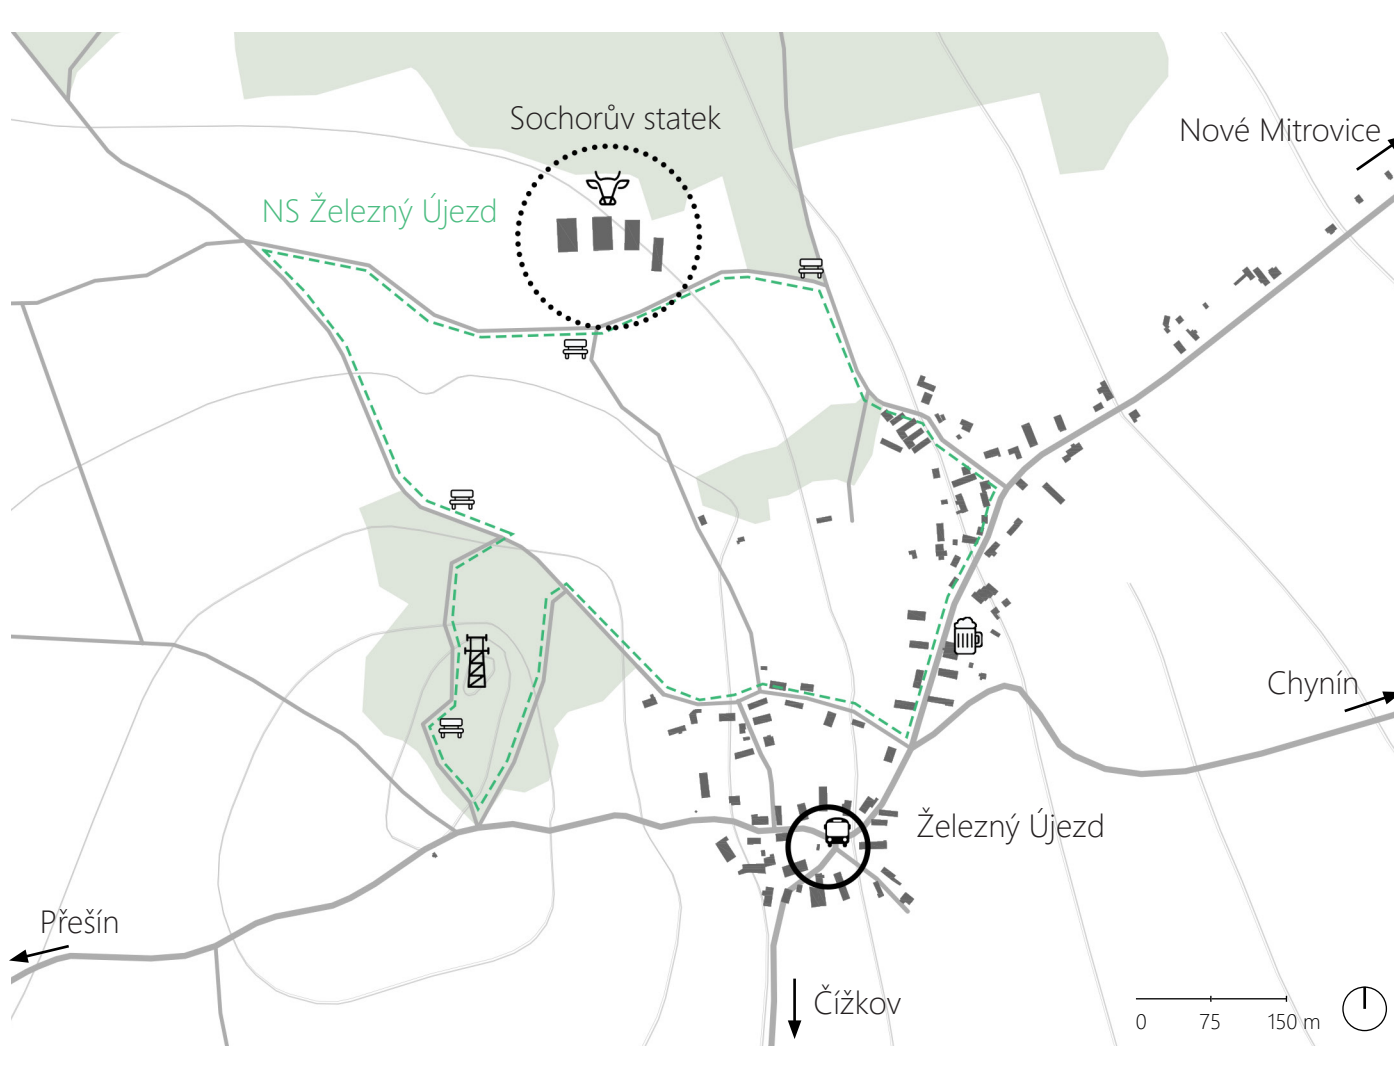 Sochorův statek
Nové Mitrovice
NS Železný Újezd
Chynín
Železný Újezd
Přešín
Čížkov
0 75 150 m